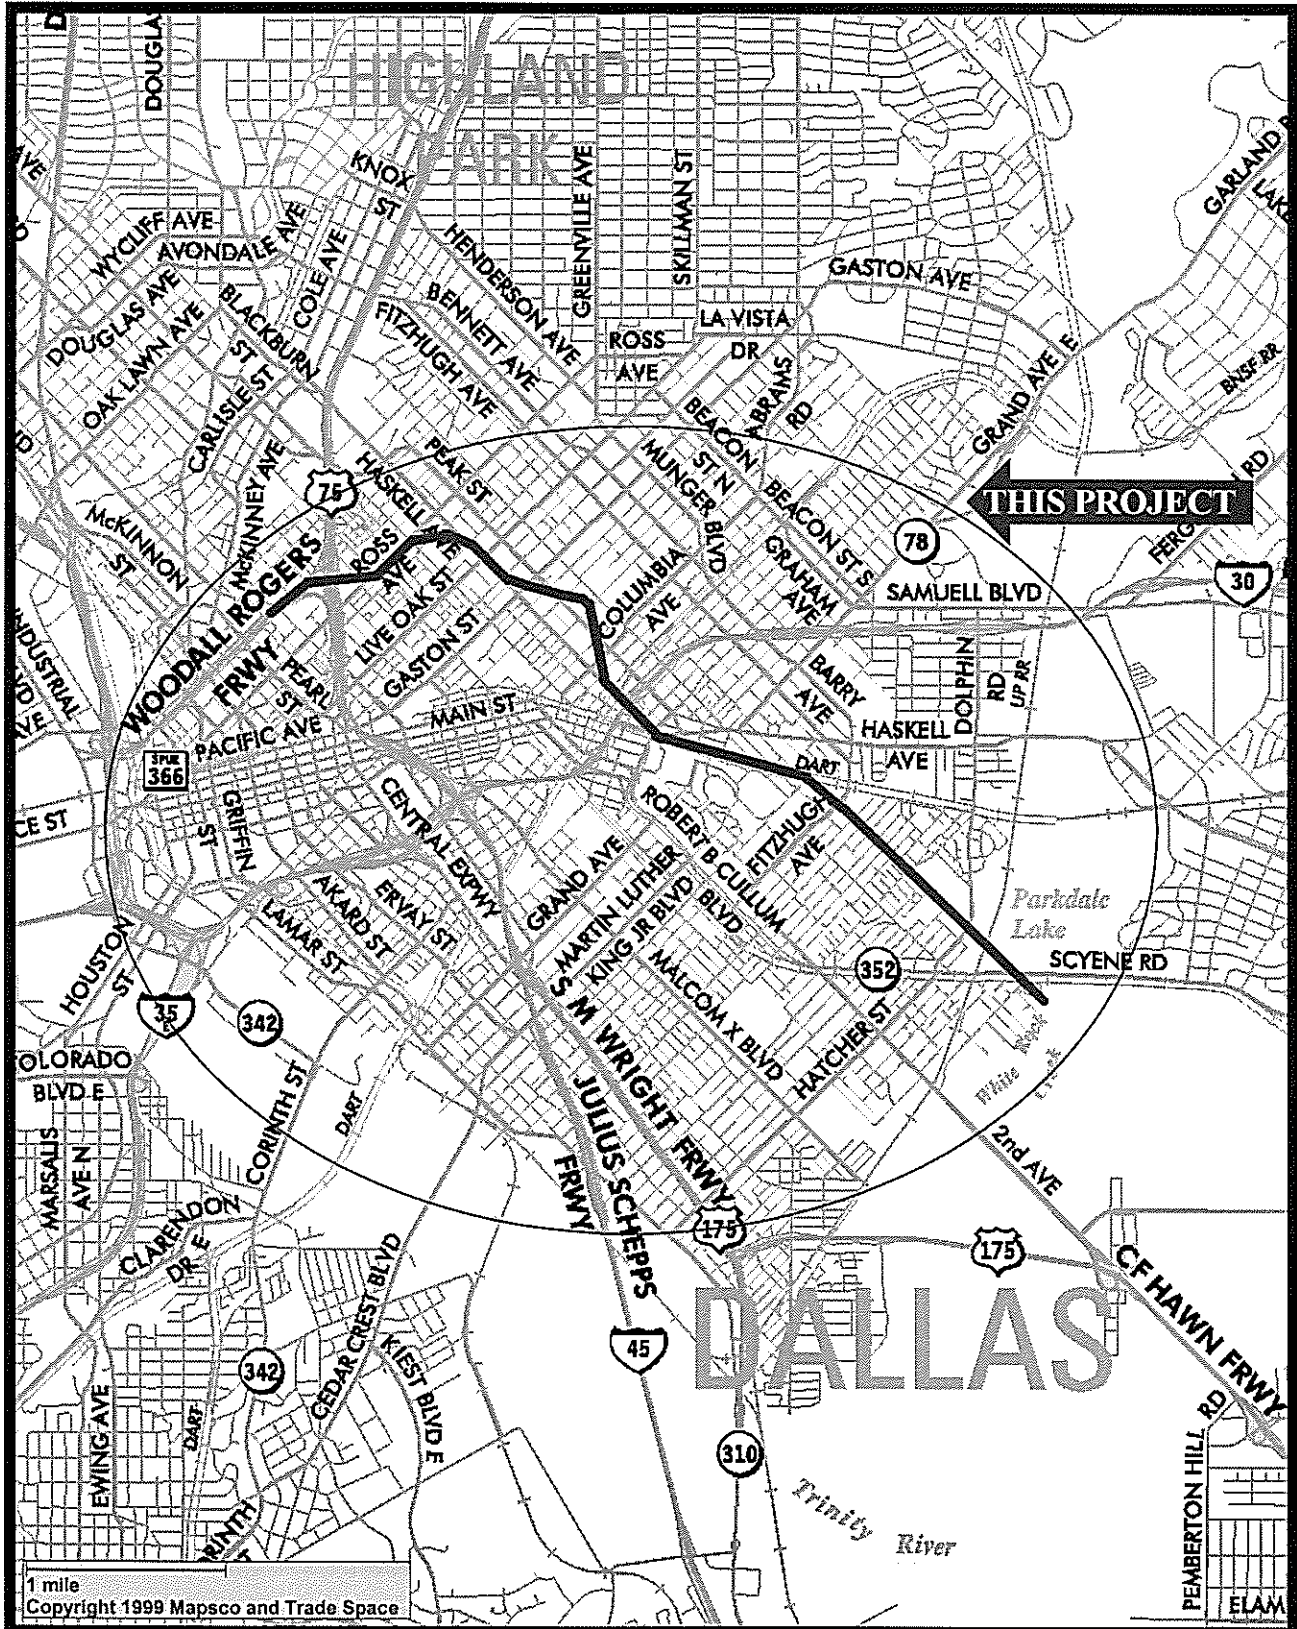 HIGHLAND
PARK
DOUGLAS
AVE
KNOX
ST
WYCLIFF AVE
AVONDALE AVE
COLE AVE
HENDERSON AVE
GREENVILLE AVE
SKILLMAN ST
GARLAND
LAKE
GASTON AVE
DOUGLAS AVE
OAK LAWN AVE
BLACKBURN
ST
CARLISLE ST
FITZHUGH AVE
BENNETT AVE
ROSS
AVE
LA VISTA
DR
ABRAMS
RD
GRAND AVE E
BNSF RR
McKINNEY AVE
McKINNON
ST
75
HASKELL AVE
PEAK ST
BEACON
ST N
MUNGER BLVD
BEACON ST S
GRAHAM
AVE
THIS PROJECT
78
RD
30
SAMUELL BLVD
INDUSTRIAL
WOODALL ROGERS
FRWY
ROSS
AVE
LIVE OAK ST
GASTON ST
PEARL
ST
COLUMBIA
AVE
BARRY
AVE
DOLPHIN
RD
UP RR
HASKELL
AVE
MAIN ST
PACIFIC AVE
SPUR
366
DART
CE ST
GRIFFIN
ST
CENTRAL EXPWY
ROBERT B CULLUM
BLVD
FITZHUGH
AVE
GRAND AVE
MARTIN LUTHER
KING JR BLVD
AKARD ST
ERVAY ST
LAMAR ST
Parkdale
Lake
SCYENE RD
352
HOUSTON
ST
35
E
342
MALCOM X BLVD
HATCHER ST
White Rock
Creek
S M WRIGHT FRWY
JULIUS SCHEPPS
FRWY
OLORADO
BLVD E
MARSALIS
AVE N
CORINTH ST
DART
CLARENDON
DR E
2nd AVE
175
175
CF HAWN FRWY
DALLAS
45
CEDAR CREST BLVD
KIEST BLVD E
342
EWING AVE
DART
310
Trinity
River
PEMBERTON HILL RD
ELAM
1 mile
Copyright 1999 Mapsco and Trade Space